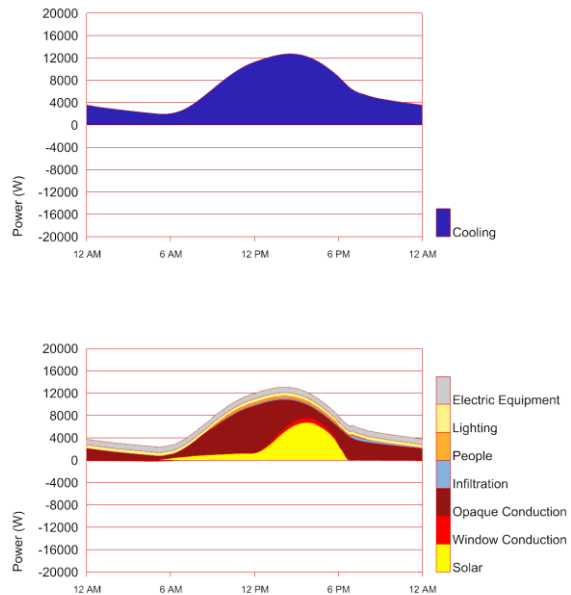 20000
16000
12000
8000
4000
0
-4000
-8000
-12000
-16000
-20000
Power (W)
12 AM 6 AM 12 PM 6 PM 12 AM
Cooling
20000
16000
12000
8000
4000
0
-4000
-8000
-12000
-16000
-20000
Power (W)
12 AM 6 AM 12 PM 6 PM 12 AM
Electric Equipment
Lighting
People
Infiltration
Opaque Conduction
Window Conduction
Solar